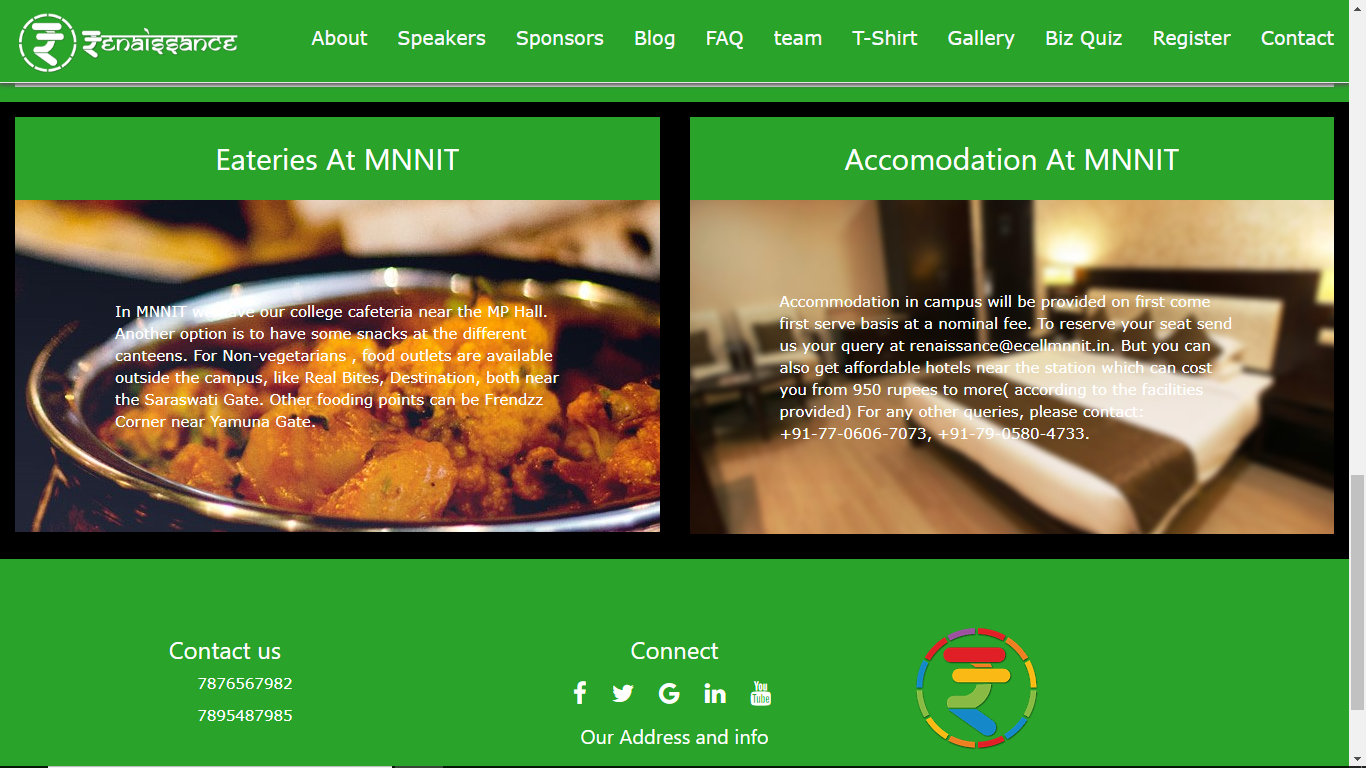 Renaissance
About Speakers Sponsors Blog FAQ team T-Shirt Gallery Biz Quiz Register Contact
Eateries At MNNIT
In MNNIT we have our college cafeteria near the MP Hall.
Another option is to have some snacks at the different
canteens. For Non-vegetarians , food outlets are available
outside the campus, like Real Bites, Destination, both near
the Saraswati Gate. Other fooding points can be Frendzz
Corner near Yamuna Gate.
Accomodation At MNNIT
Accommodation in campus will be provided on first come
first serve basis at a nominal fee. To reserve your seat send
us your query at renaissance@ecellmnnit.in. But you can
also get affordable hotels near the station which can cost
you from 950 rupees to more( according to the facilities
provided) For any other queries, please contact:
+91-77-0606-7073, +91-79-0580-4733.
Contact us
7876567982
7895487985
Connect
You
Tube
Our Address and info